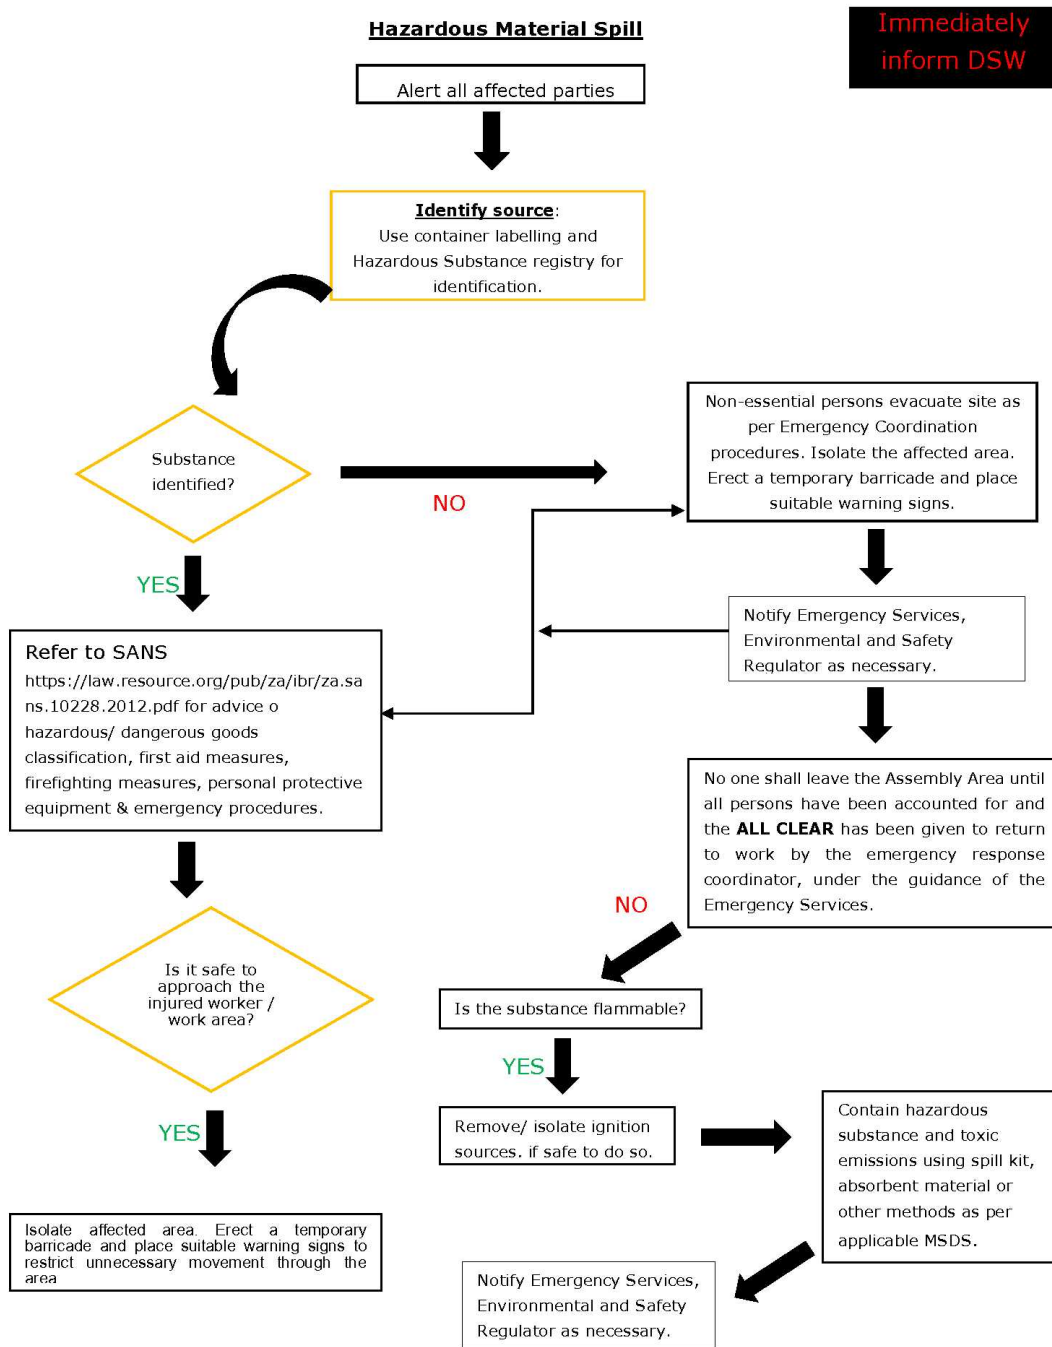 Hazardous Material Spill
Immediately
inform DSW
Alert all affected parties
Identify source:
Use container labelling and
Hazardous Substance registry for
identification.
Substance
identified?
NO
Non-essential persons evacuate site as
per Emergency Coordination
procedures. Isolate the affected area.
Erect a temporary barricade and place
suitable warning signs.
YES
Notify Emergency Services,
Environmental and Safety
Regulator as necessary.
Refer to SANS
https://law.resource.org/pub/za/ibr/za.sa
ns.10228.2012.pdf for advice o
hazardous/ dangerous goods
classification, first aid measures,
firefighting measures, personal protective
equipment & emergency procedures.
No one shall leave the Assembly Area until
all persons have been accounted for and
the ALL CLEAR has been given to return
to work by the emergency response
coordinator, under the guidance of the
Emergency Services.
NO
Is it safe to
approach the
injured worker /
work area?
Is the substance flammable?
YES
YES
Remove/ isolate ignition
sources. if safe to do so.
Contain hazardous
substance and toxic
emissions using spill kit,
absorbent material or
other methods as per
applicable MSDS.
Isolate affected area. Erect a temporary
barricade and place suitable warning signs to
restrict unnecessary movement through the
area
Notify Emergency Services,
Environmental and Safety
Regulator as necessary.